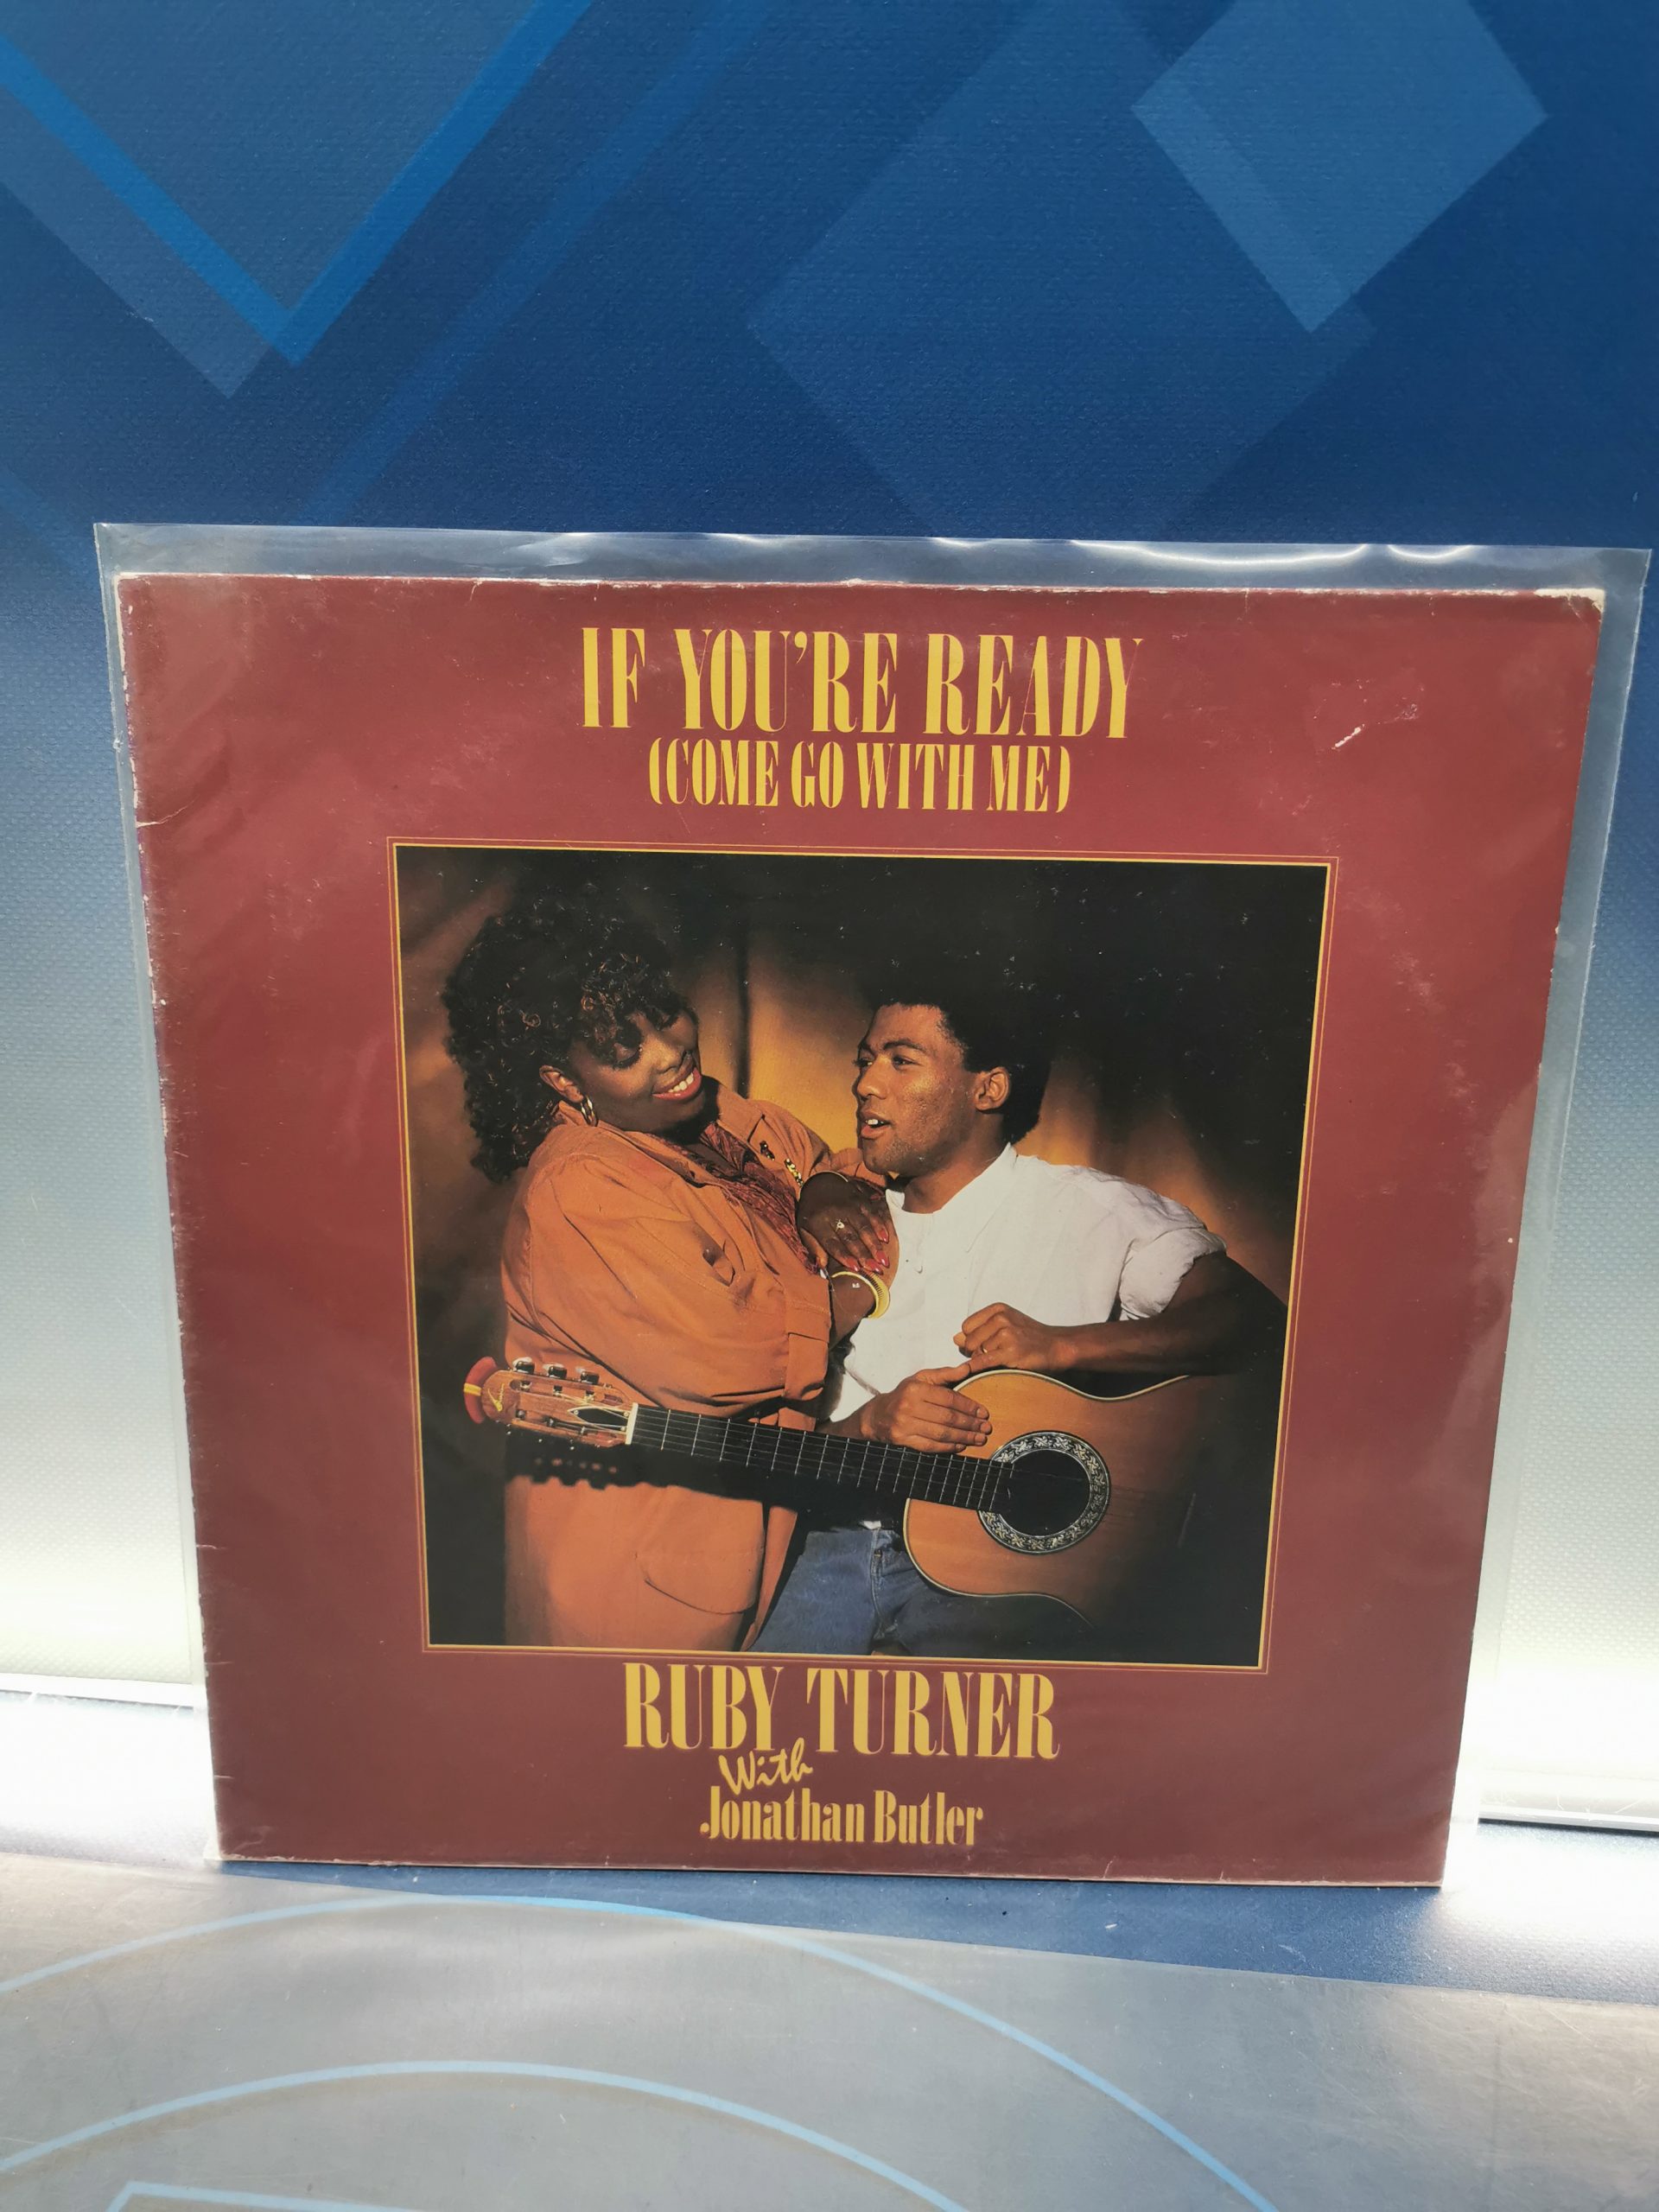 IF YOU'RE READY
(COME GO WITH ME)
RUBY TURNER
With
Jonathan Butler